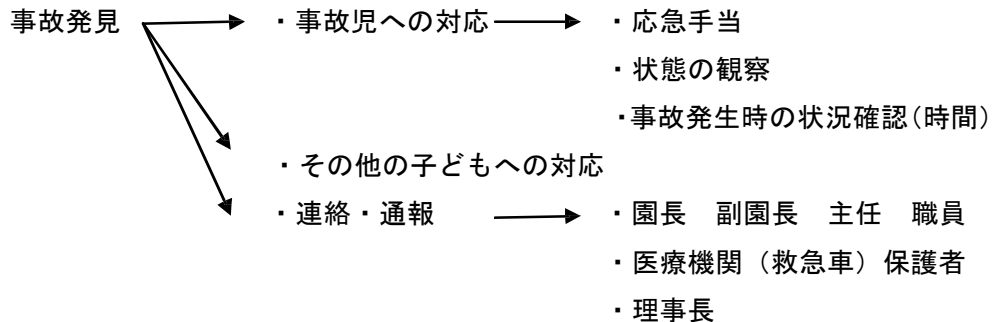 事故発見 ・事故児への対応 ・応急手当
・状態の観察
・事故発生時の状況確認(時間)
・その他の子どもへの対応
・連絡・通報 ・園長 副園長 主任 職員
・医療機関(救急車)保護者
・理事長